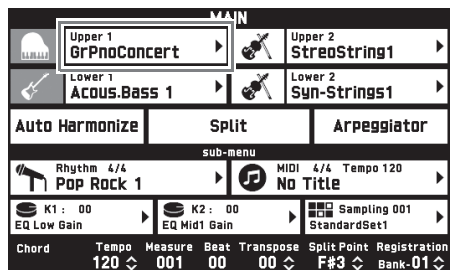 MAIN
Upper 1
GrPnoConcert
Upper 2
StreoString1
Lower 1
Acous.Bass 1
Lower 2
Syn-Strings1
Auto Harmonize
Split
Arpeggiator
sub-menu
Rhythm 4/4
Pop Rock 1
MIDI 4/4 Tempo 120
No Title
K1 : 00
EQ Low Gain
K2 : 00
EQ Mid1 Gain
Sampling 001
StandardSet1
Chord Tempo Measure Beat Transpose Split Point Registration
120 001 00 00 F#3 Bank-01